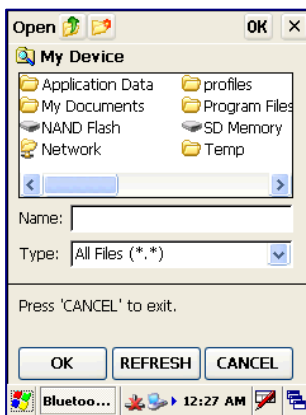 Open OK ×
My Device
Application Data profiles
My Documents Program Files
NAND Flash SD Memory
Network Temp
Name:
Type: All Files (*.*)
Press 'CANCEL' to exit.
OK REFRESH CANCEL
Bluetoo... 12:27 AM